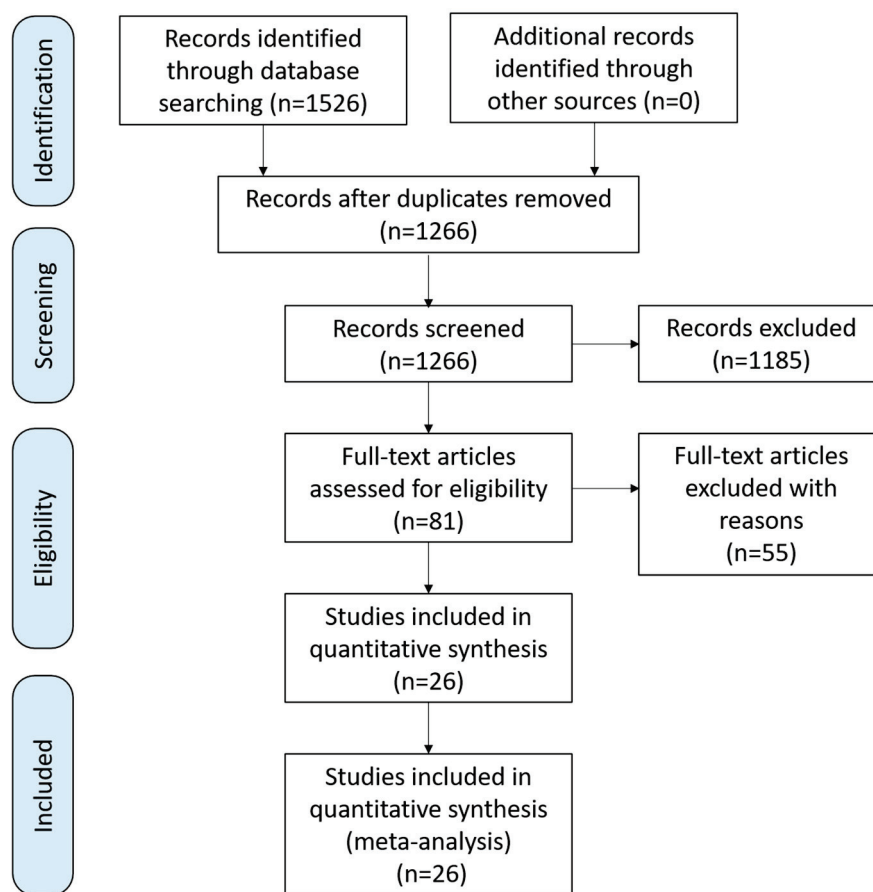 Identification
Records identified
through database
searching (n=1526)
Additional records
identified through
other sources (n=0)
Records after duplicates removed
(n=1266)
Screening
Records screened
(n=1266)
Records excluded
(n=1185)
Eligibility
Full-text articles
assessed for eligibility
(n=81)
Full-text articles
excluded with
reasons
(n=55)
Studies included in
quantitative synthesis
(n=26)
Included
Studies included in
quantitative synthesis
(meta-analysis)
(n=26)